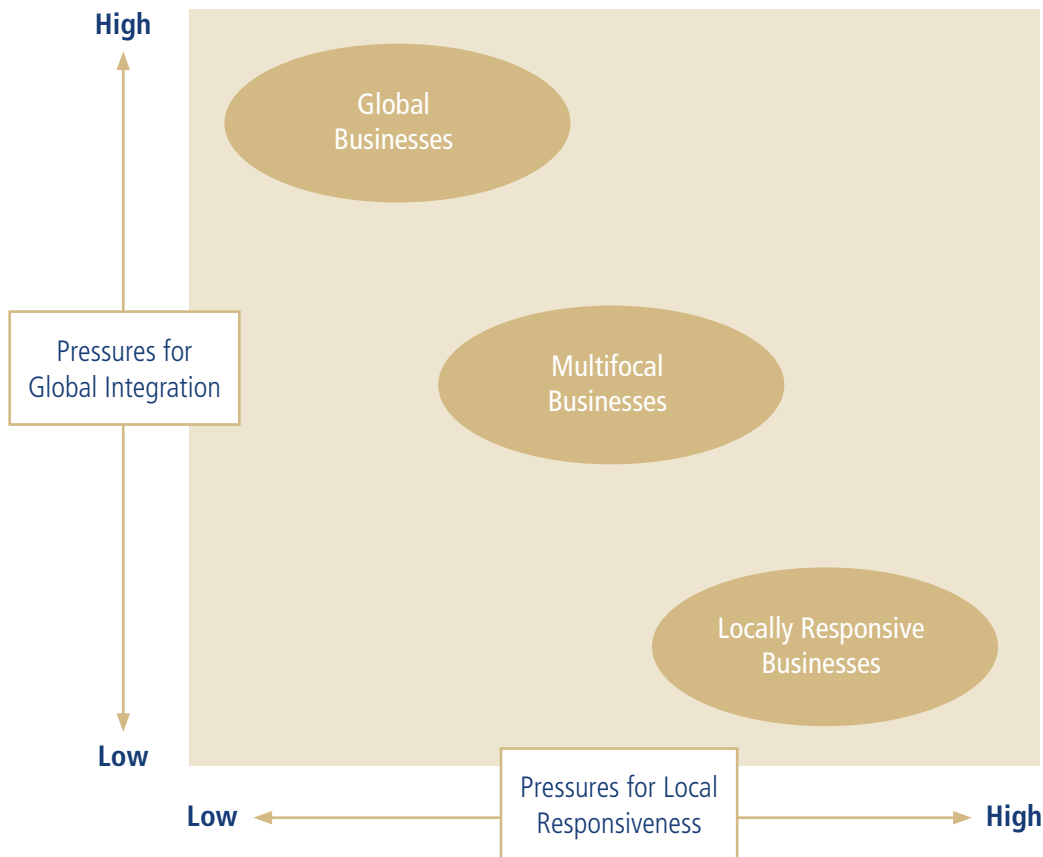 High
Global
Businesses
Pressures for
Global Integration
Multifocal
Businesses
Locally Responsive
Businesses
Low
Low
Pressures for Local
Responsiveness
High